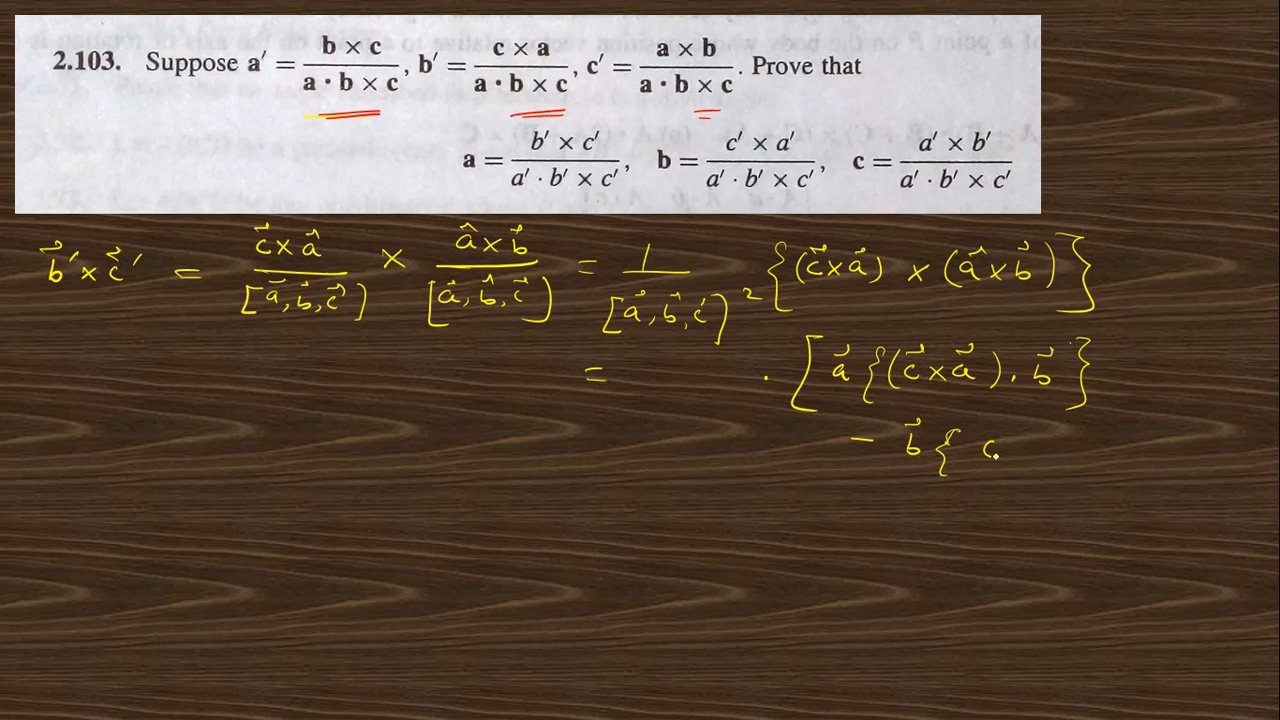 2.103. Suppose a′ = (b × c)/(a · b × c), b′ = (c × a)/(a · b × c), c′ = (a × b)/(a · b × c). Prove that
a = (b′ × c′)/(a′ · b′ × c′), b = (c′ × a′)/(a′ · b′ × c′), c = (a′ × b′)/(a′ · b′ × c′)
b⃗′ × c⃗′ = (c⃗ × a⃗)/[a⃗, b⃗, c⃗] × (a⃗ × b⃗)/[a⃗, b⃗, c⃗] = 1/[a⃗, b⃗, c⃗]² {(c⃗ × a⃗) × (a⃗ × b⃗)}
= · [a⃗ {(c⃗ × a⃗) · b⃗}
− b⃗ { c